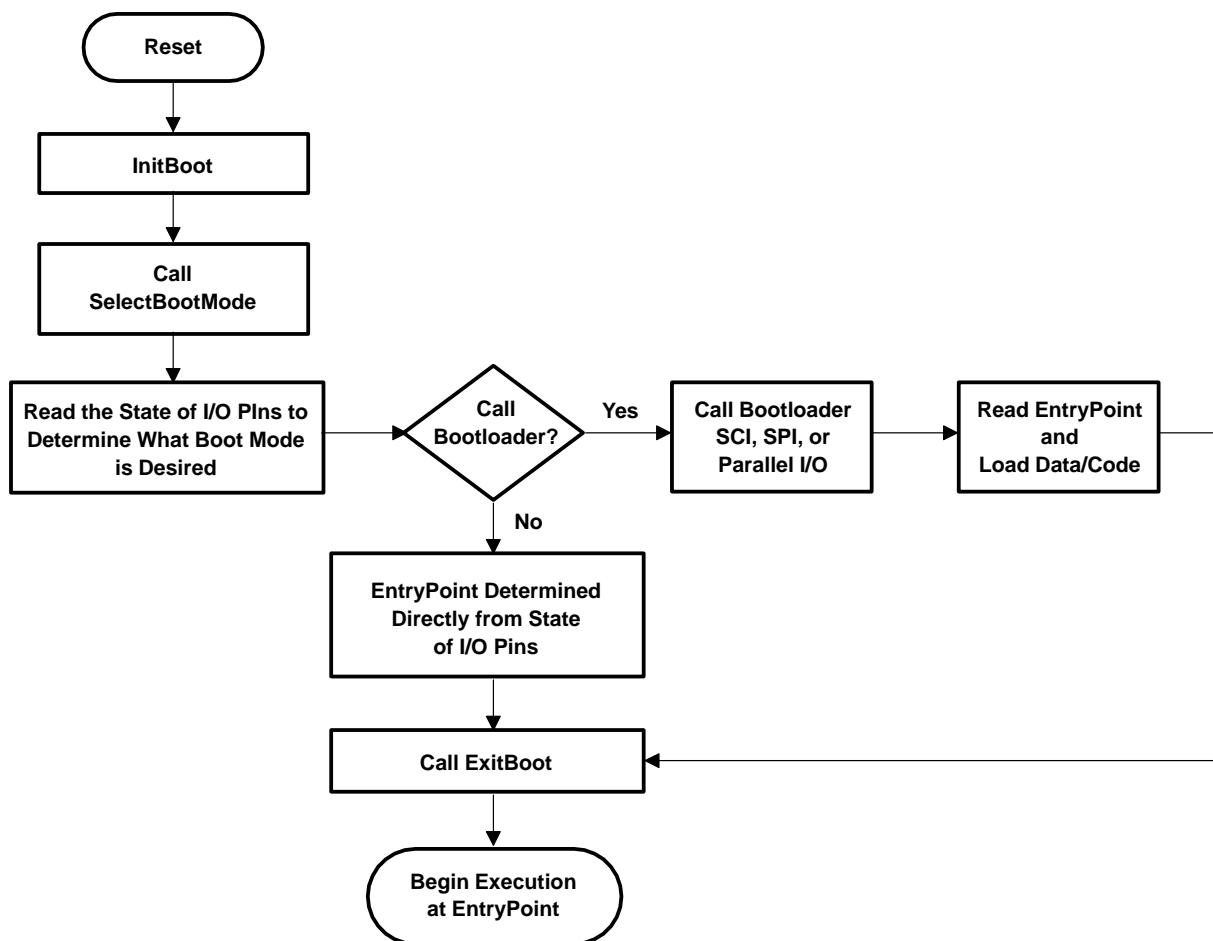 Reset
InitBoot
Call
SelectBootMode
Read the State of I/O PIns to
Determine What Boot Mode
is Desired
Call
Bootloader?
Yes
Call Bootloader
SCI, SPI, or
Parallel I/O
Read EntryPoint
and
Load Data/Code
No
EntryPoint Determined
Directly from State
of I/O Pins
Call ExitBoot
Begin Execution
at EntryPoint